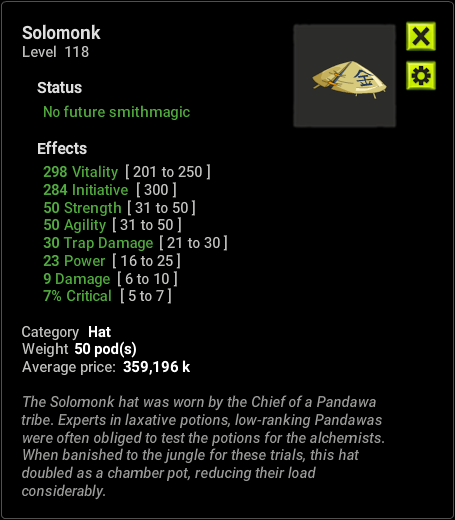 Solomonk
Level 118
Status
No future smithmagic
Effects
298 Vitality [ 201 to 250 ]
284 Initiative [ 300 ]
50 Strength [ 31 to 50 ]
50 Agility [ 31 to 50 ]
30 Trap Damage [ 21 to 30 ]
23 Power [ 16 to 25 ]
9 Damage [ 6 to 10 ]
7% Critical [ 5 to 7 ]
Category Hat
Weight 50 pod(s)
Average price: 359,196 k
The Solomonk hat was worn by the Chief of a Pandawa
tribe. Experts in laxative potions, low-ranking Pandawas
were often obliged to test the potions for the alchemists.
When banished to the jungle for these trials, this hat
doubled as a chamber pot, reducing their load
considerably.
金